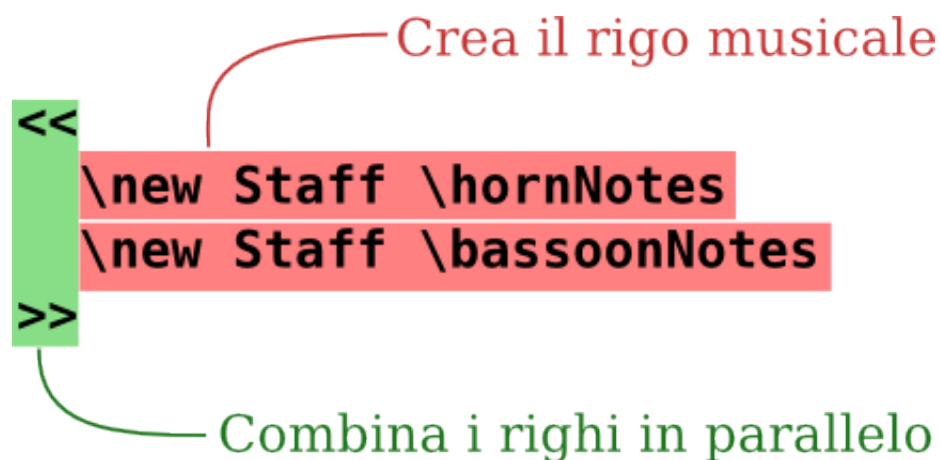 Crea il rigo musicale
<<
\new Staff \hornNotes
\new Staff \bassoonNotes
>>
Combina i righi in parallelo